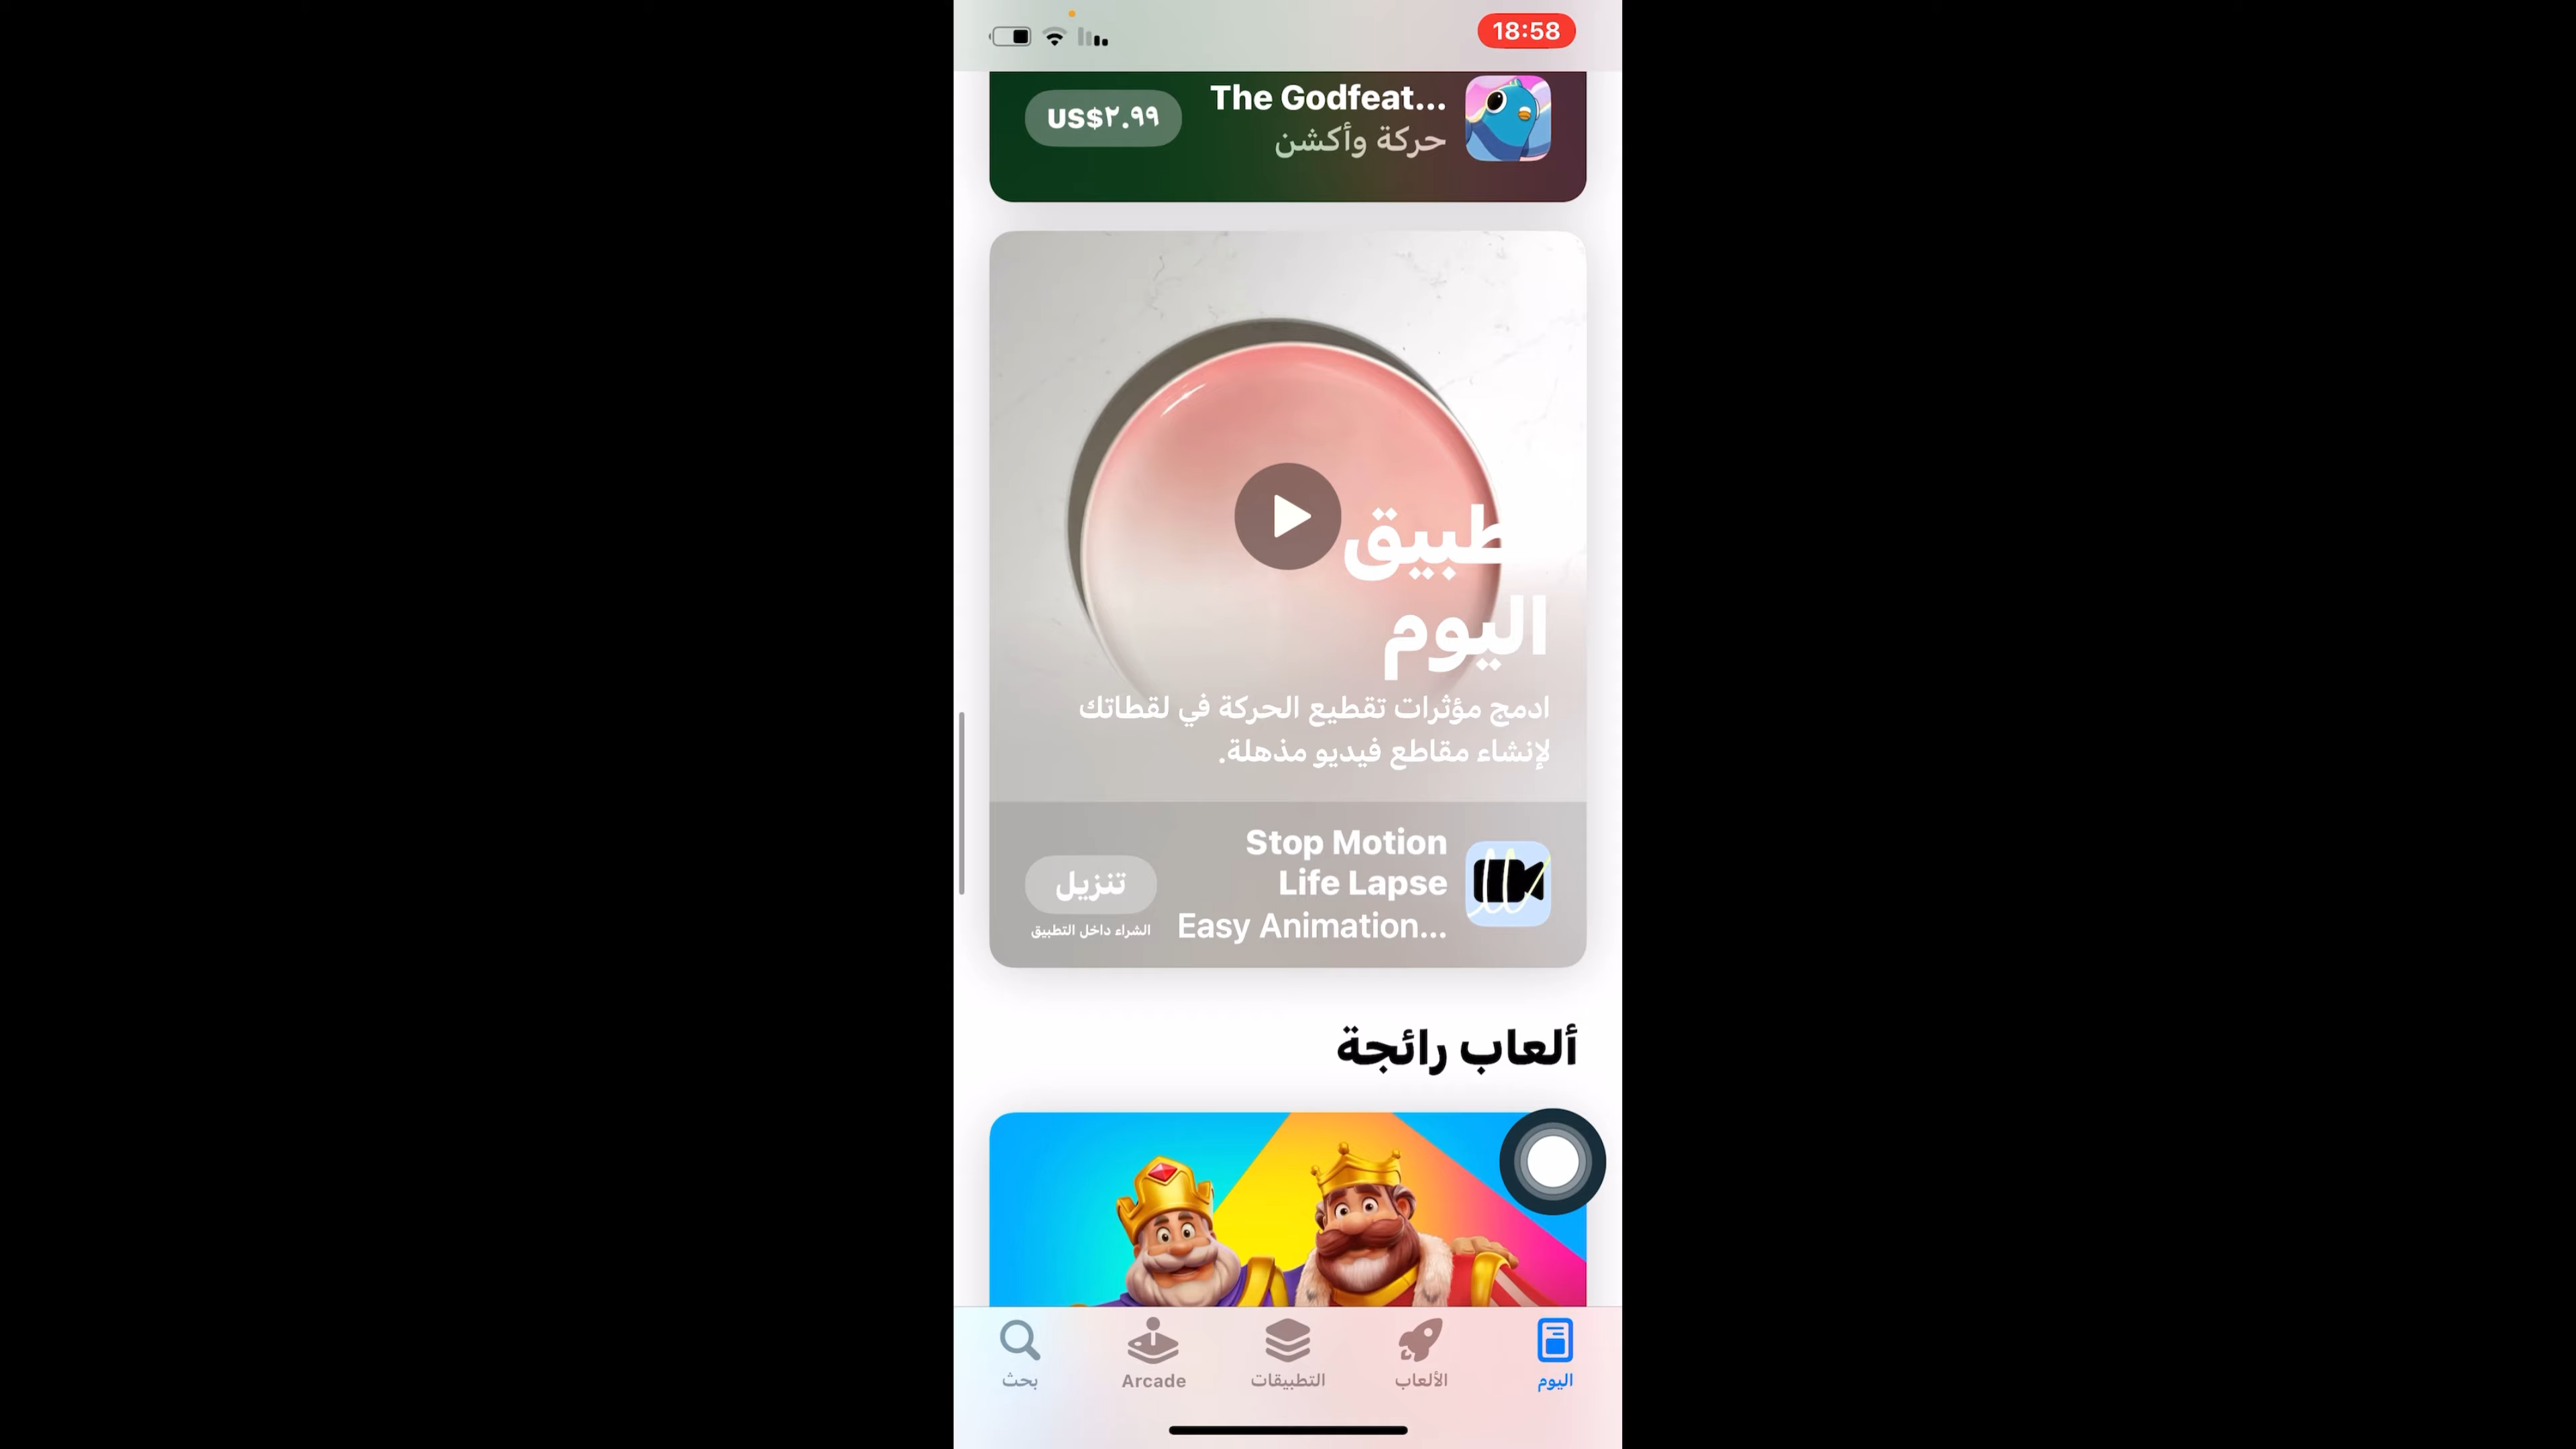 18:58
The Godfeat...
حركة وأكشن
US$٢.٩٩
تطبيق
اليوم
ادمج مؤثرات تقطيع الحركة في لقطاتك
لإنشاء مقاطع فيديو مذهلة.
Stop Motion
Life Lapse
Easy Animation...
تنزيل
الشراء داخل التطبيق
ألعاب رائجة
اليوم
الألعاب
التطبيقات
Arcade
بحث